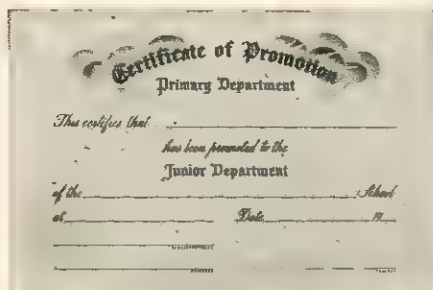 Certificate of Promotion
Primary Department
This certifies that
has been promoted to the
Junior Department
of the School
at Date 19